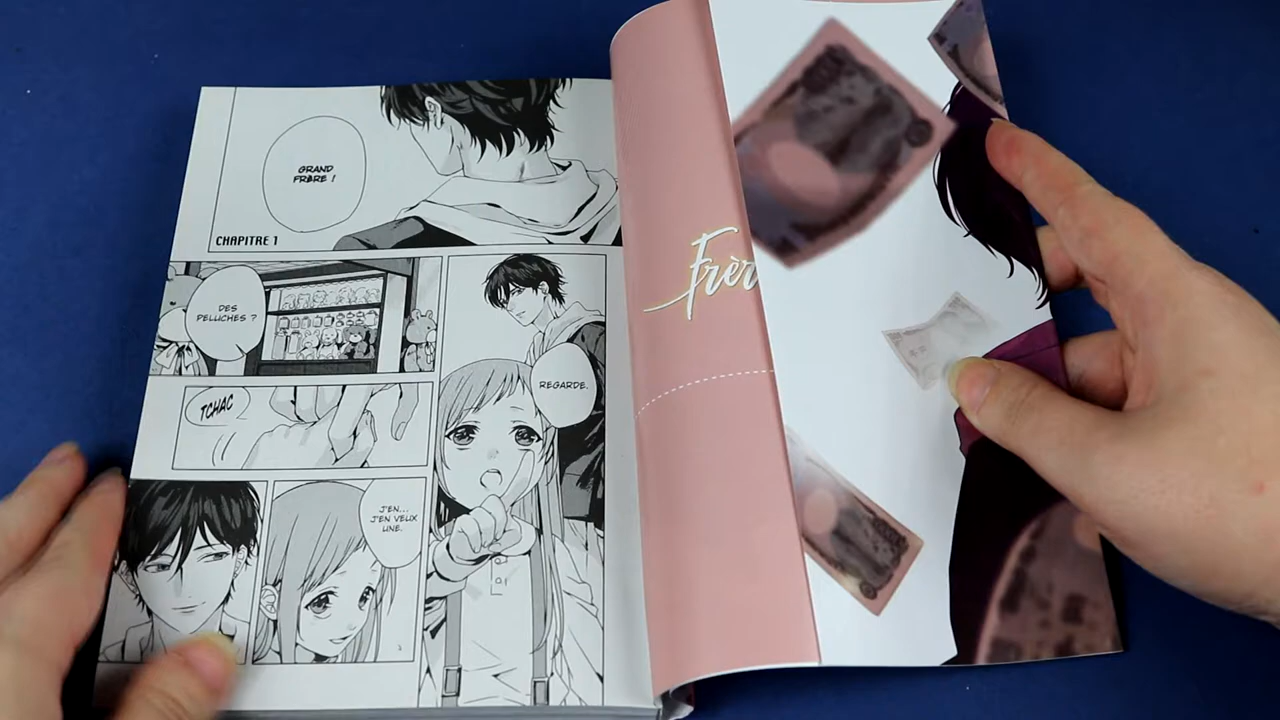 GRAND
FRÈRE !
CHAPITRE 1
DES
PELUCHES ?
REGARDE.
TCHAC
J'EN...
J'EN VEUX
UNE.
Frèr